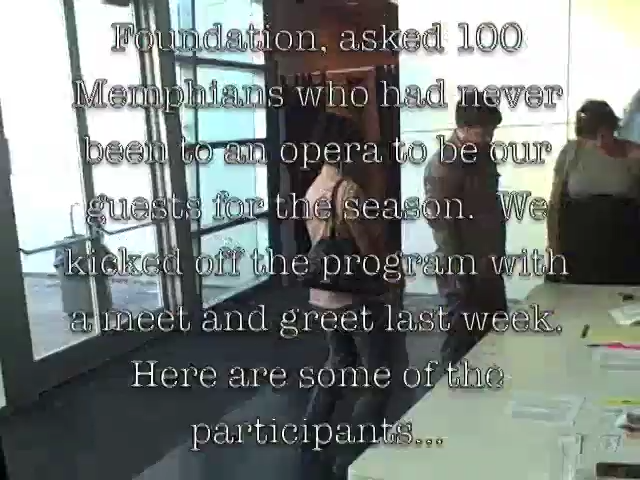 Foundation, asked 100
Memphians who had never
been to an opera to be our
guests for the season. We
kicked off the program with
a meet and greet last week.
Here are some of the
participants...